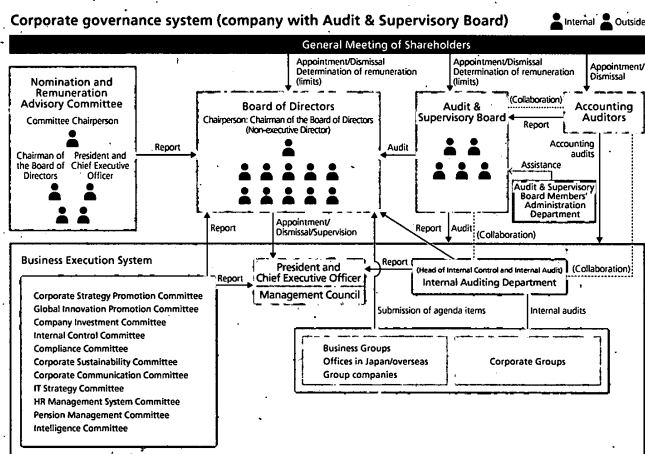 Corporate governance system (company with Audit & Supervisory Board)
Internal
Outside
General Meeting of Shareholders
Nomination and
Remuneration
Advisory Committee
Committee Chairperson
Chairman of
the Board of
Directors
President and
Chief Executive
Officer
Report
Appointment/Dismissal
Determination of remuneration
(limits)
Board of Directors
Chairperson: Chairman of the Board of Directors
(Non-executive Director)
Audit
Appointment/Dismissal
Determination of remuneration
(limits)
Audit &
Supervisory Board
Appointment/
Dismissal
(Collaboration)
Report
Accounting
Auditors
Accounting
audits
Assistance
Audit & Supervisory
Board Members'
Administration
Department
Report
Appointment/
Dismissal/Supervision
Report
Audit
(Collaboration)
Business Execution System
Report
President and
Chief Executive Officer
Management Council
Report
(Head of Internal Control and Internal Audit)
Internal Auditing Department
(Collaboration)
Corporate Strategy Promotion Committee
Global Innovation Promotion Committee
Company Investment Committee
Internal Control Committee
Compliance Committee
Corporate Sustainability Committee
Corporate Communication Committee
IT Strategy Committee
HR Management System Committee
Pension Management Committee
Intelligence Committee
Submission of agenda items
Internal audits
Business Groups
Offices in Japan/overseas
Group companies
Corporate Groups